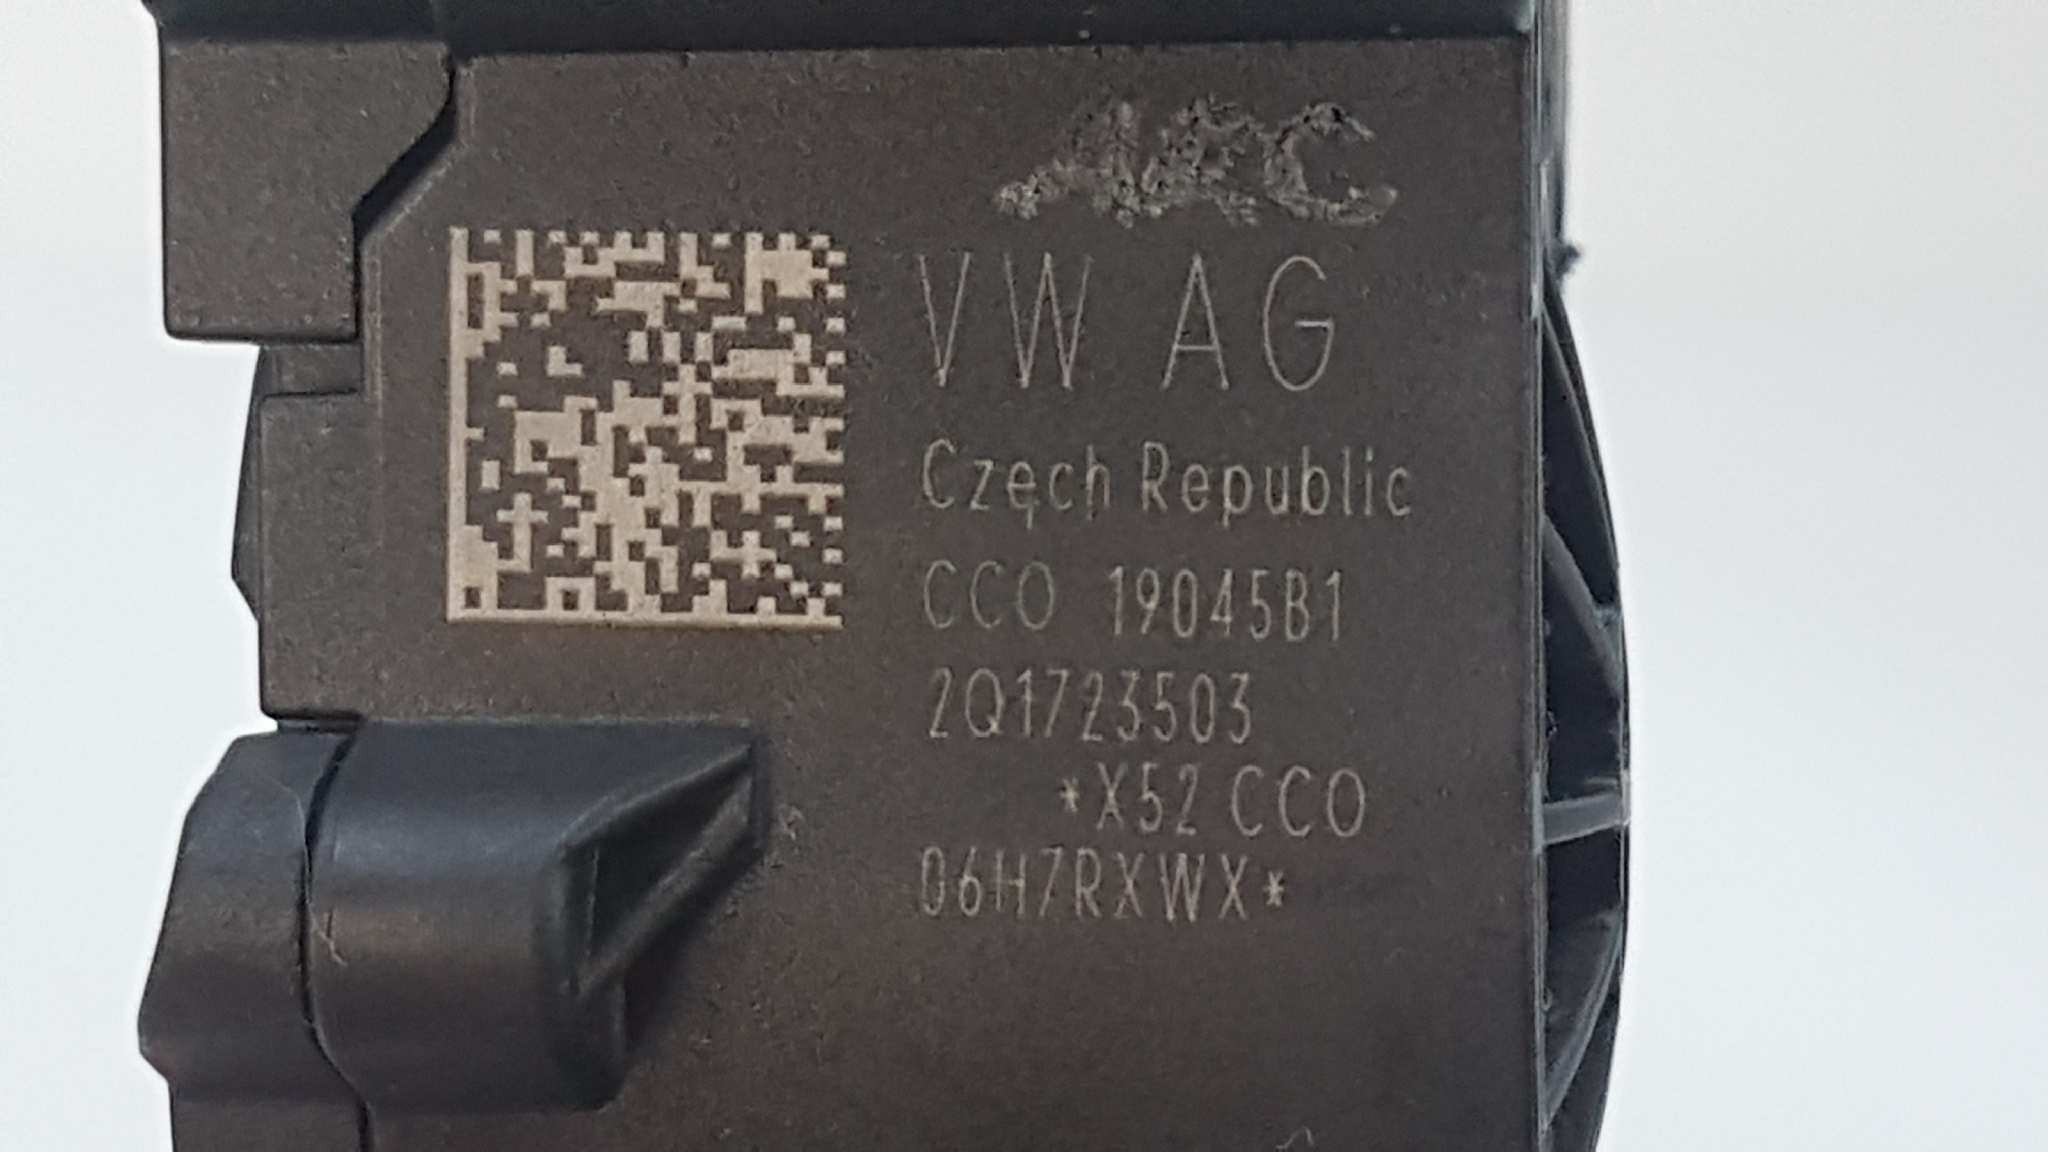 VW AG
Czech Republic
CCO 19045B1
2Q1723503
*X52 CCO
06H7RXWX*